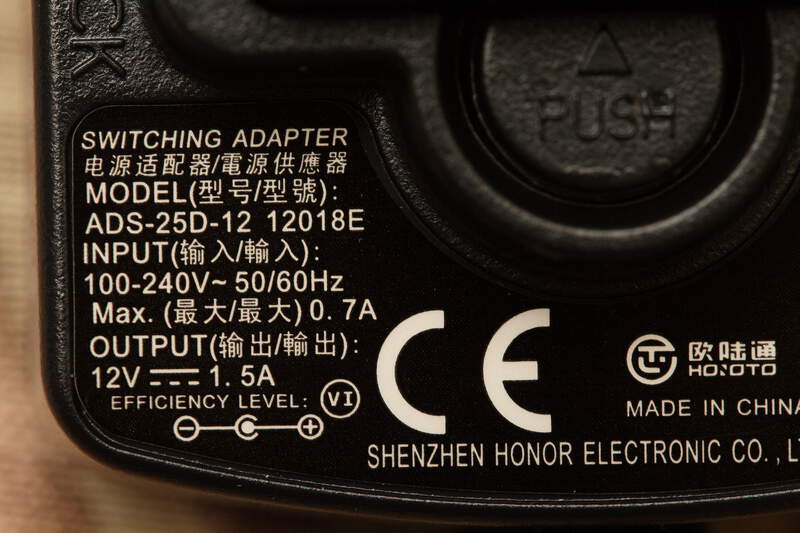 CK
PUSH
SWITCHING ADAPTER
电源适配器/電源供應器
MODEL(型号/型號):
ADS-25D-12 12018E
INPUT(输入/輸入):
100-240V~ 50/60Hz
Max. (最大/最大) 0.7A
OUTPUT(输出/輸出):
12V 1.5A
EFFICIENCY LEVEL: VI
CE
欧陆通
HONOTO
MADE IN CHINA
SHENZHEN HONOR ELECTRONIC CO., LT